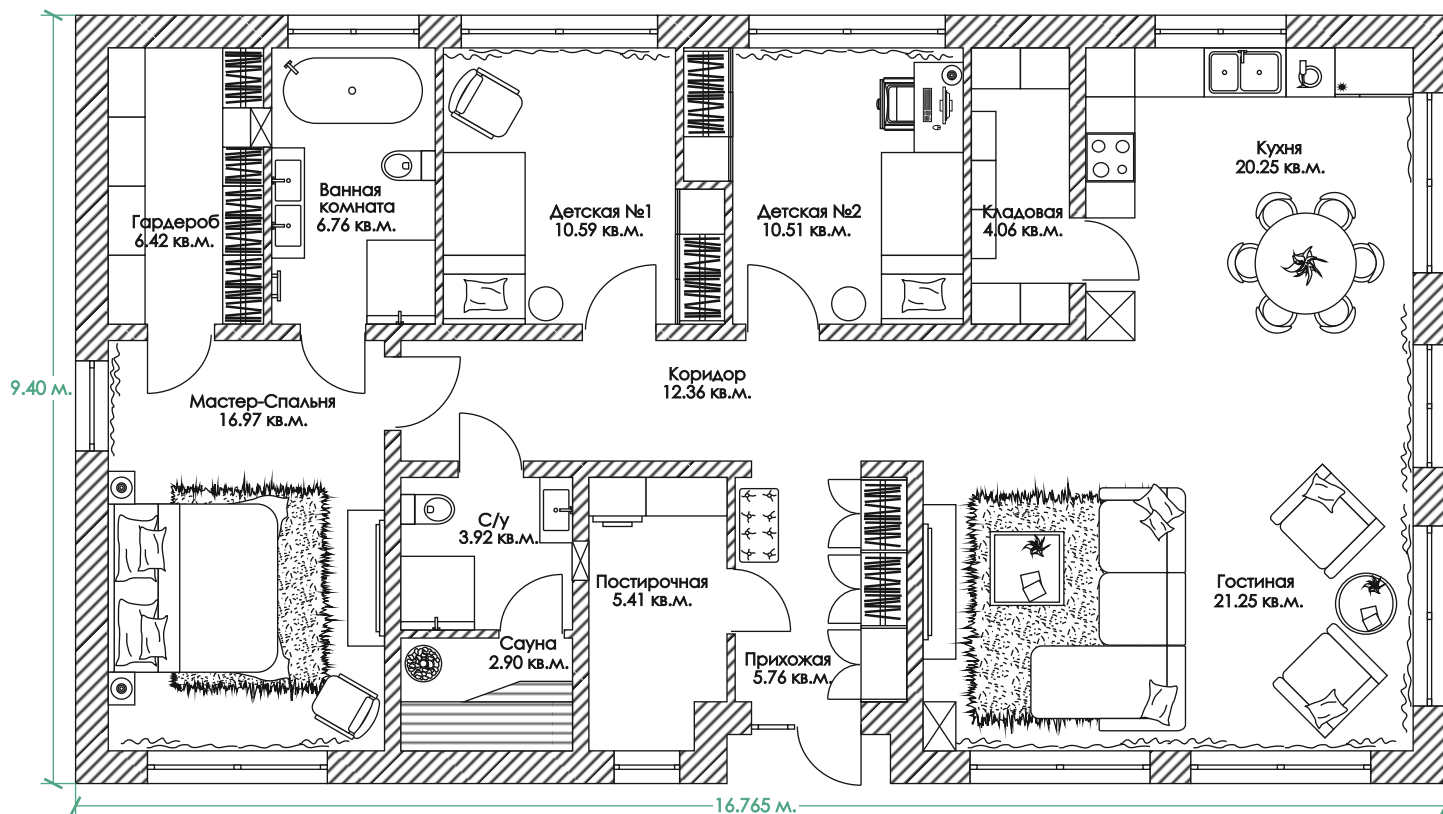 Кухня
20.25 кв.м.
Ванная
комната
6.76 кв.м.
Гардероб
6.42 кв.м.
Детская №1
10.59 кв.м.
Детская №2
10.51 кв.м.
Кладовая
4.06 кв.м.
9.40 м.
Коридор
12.36 кв.м.
Мастер-Спальня
16.97 кв.м.
С/у
3.92 кв.м.
Постирочная
5.41 кв.м.
Гостиная
21.25 кв.м.
Сауна
2.90 кв.м.
Прихожая
5.76 кв.м.
16.765 м.